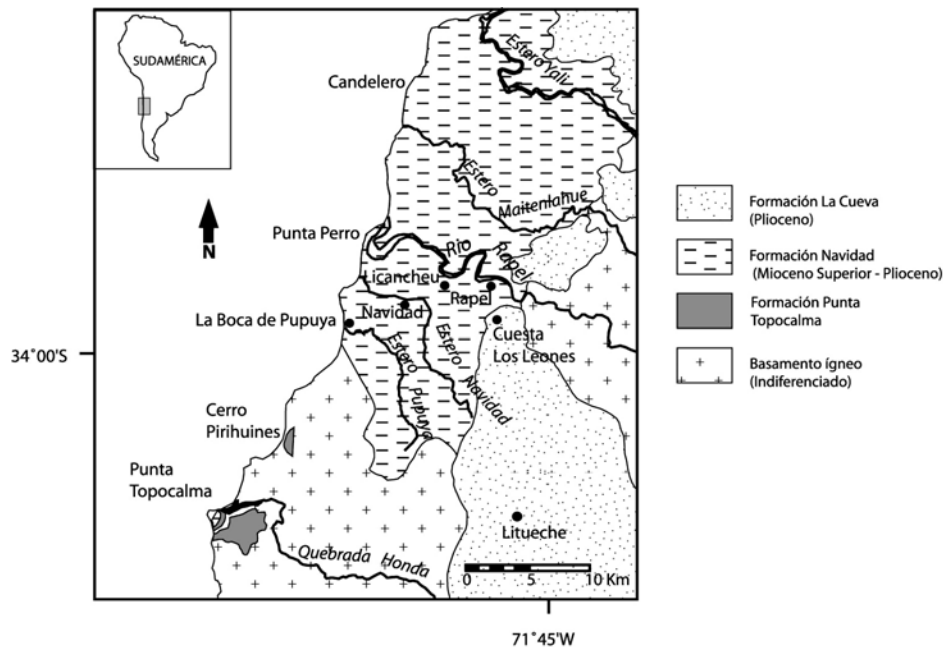 SUDAMÉRICA
Estero Yali
Candelero
Estero
Maitenlahue
N
Punta Perro
Río
Rapel
Licancheu
Rapel
Navidad
La Boca de Pupuya
Cuesta
Los Leones
Estero
Pupuya
Estero
Navidad
34°00'S
Cerro
Pirihuines
Punta
Topocalma
Litueche
Quebrada Honda
0 5 10 Km
71°45'W
Formación La Cueva
(Plioceno)
Formación Navidad
(Mioceno Superior - Plioceno)
Formación Punta
Topocalma
Basamento ígneo
(Indiferenciado)